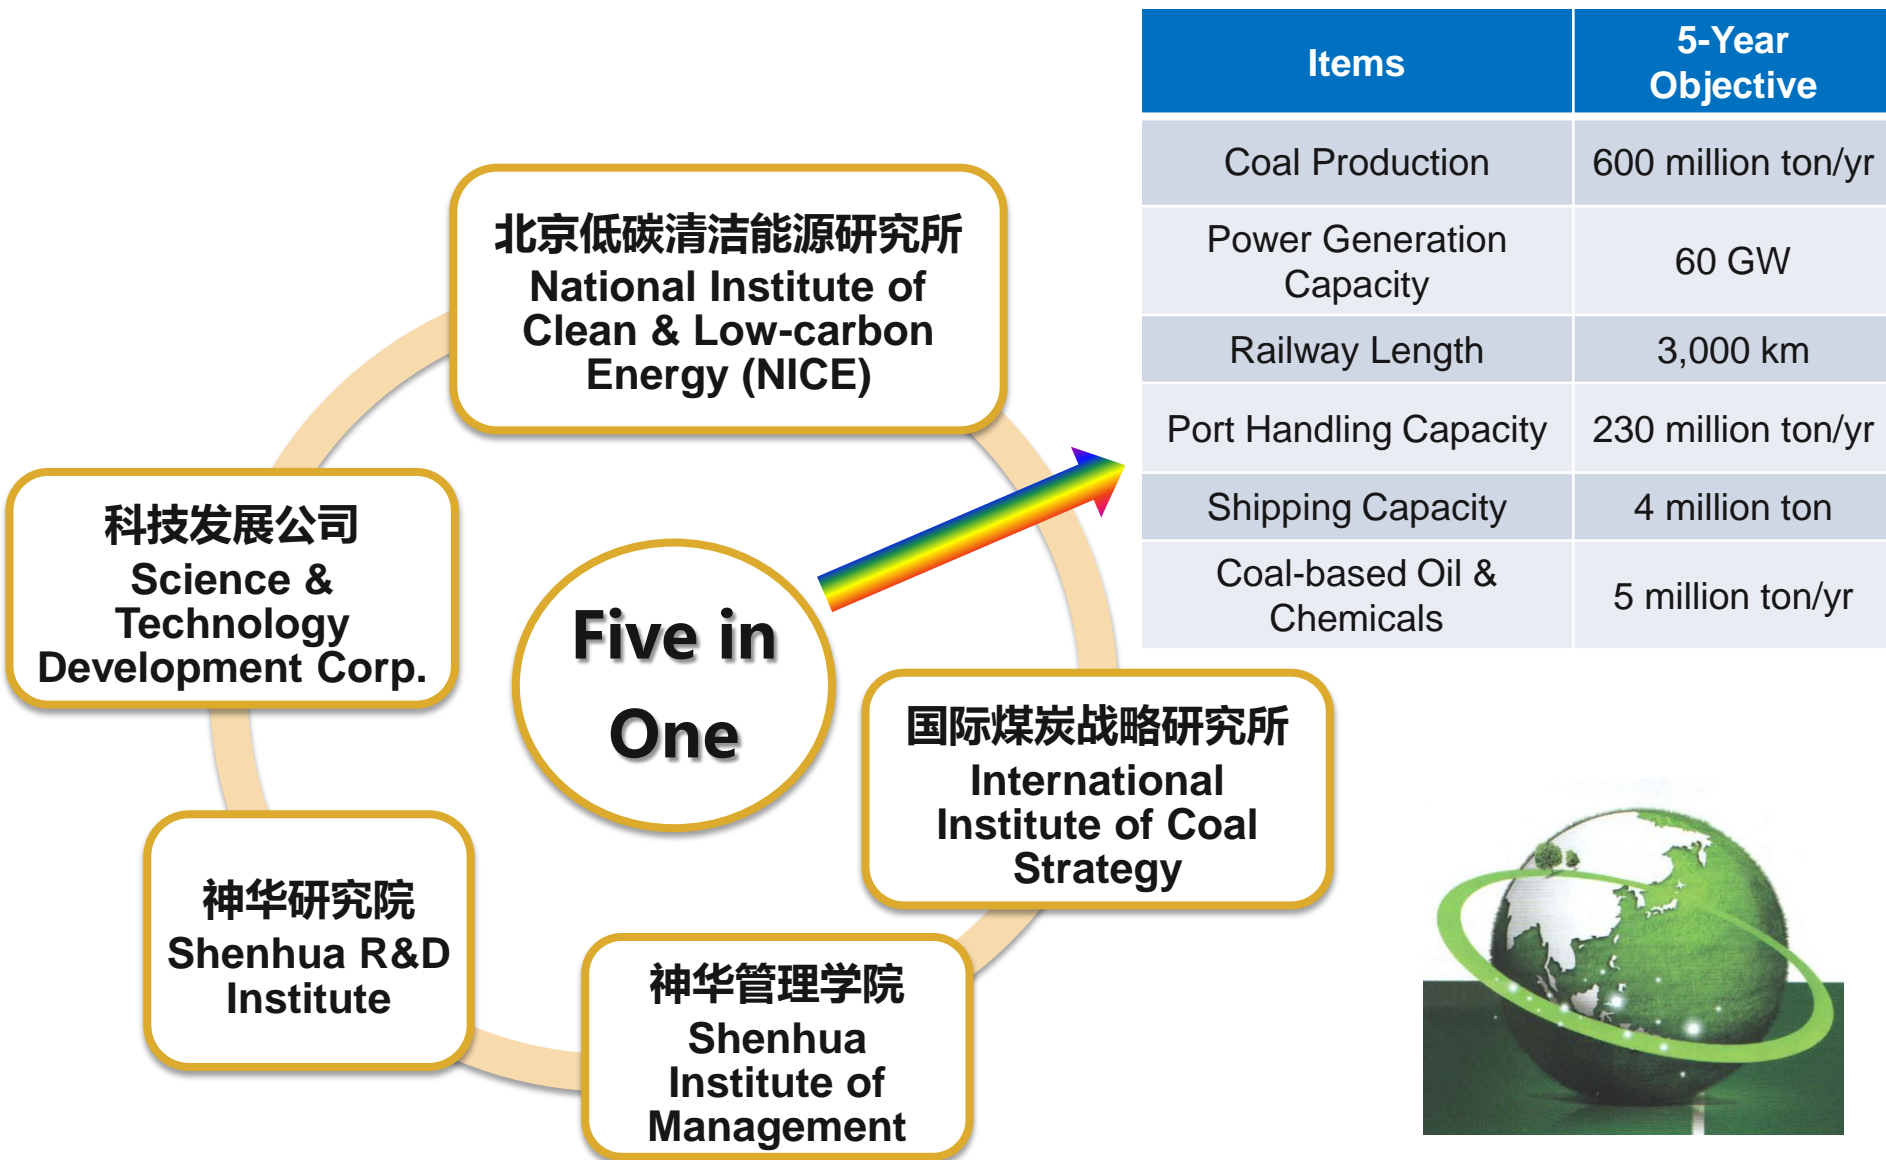 北京低碳清洁能源研究所
National Institute of
Clean & Low-carbon
Energy (NICE)
科技发展公司
Science &
Technology
Development Corp.
Five in
One
国际煤炭战略研究所
International
Institute of Coal
Strategy
神华研究院
Shenhua R&D
Institute
神华管理学院
Shenhua
Institute of
Management
Items
5-Year
Objective
Coal Production
600 million ton/yr
Power Generation
Capacity
60 GW
Railway Length
3,000 km
Port Handling Capacity
230 million ton/yr
Shipping Capacity
4 million ton
Coal-based Oil &
Chemicals
5 million ton/yr